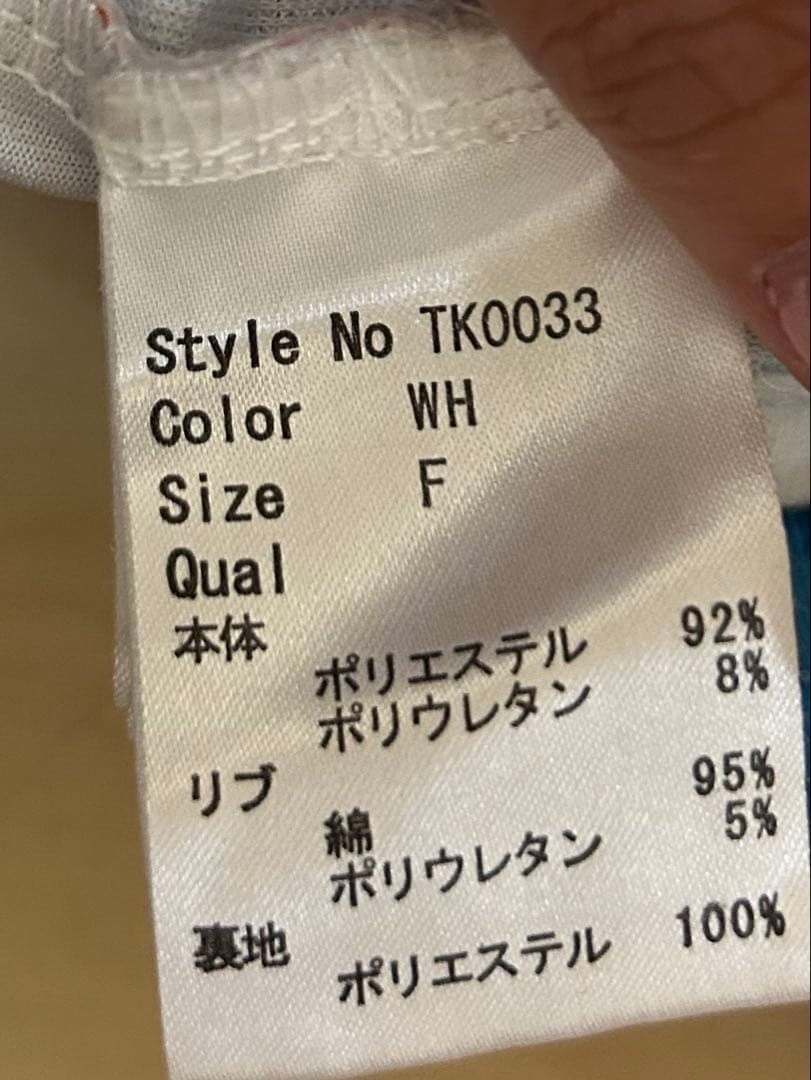 Style No TK0033
Color WH
Size F
Qual
本体
ポリエステル 92%
ポリウレタン 8%
リブ
綿 95%
ポリウレタン 5%
裏地
ポリエステル 100%